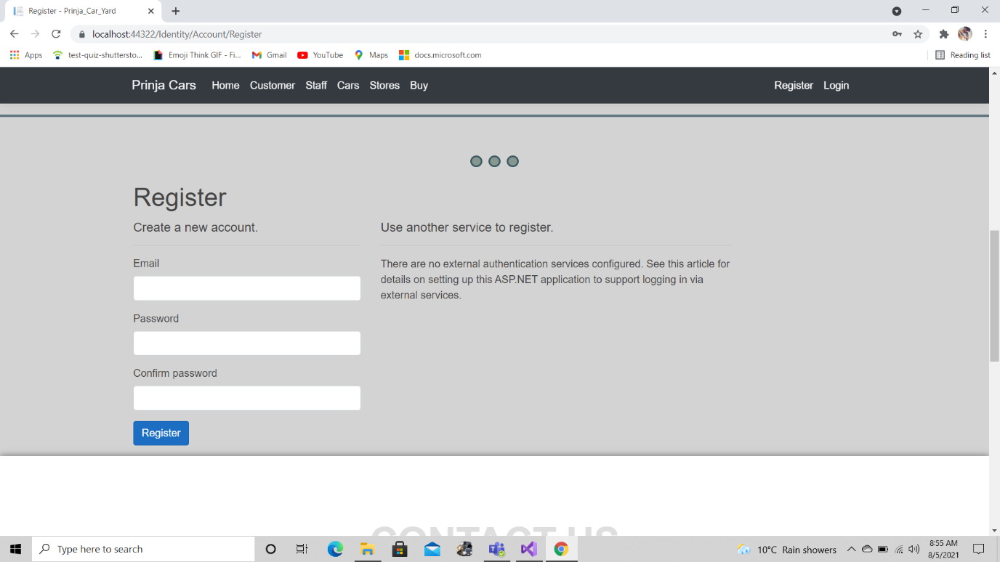 Register - Prinja_Car_Yard
localhost:44322/Identity/Account/Register
Apps test-quiz-shuttersto... Emoji Think GIF - Fi... Gmail YouTube Maps docs.microsoft.com Reading list
Prinja Cars Home Customer Staff Cars Stores Buy Register Login
Register
Create a new account.
Use another service to register.
Email
There are no external authentication services configured. See this article for
details on setting up this ASP.NET application to support logging in via
external services.
Password
Confirm password
Register
CONTACT US
Type here to search
10°C Rain showers
8:55 AM
8/5/2021